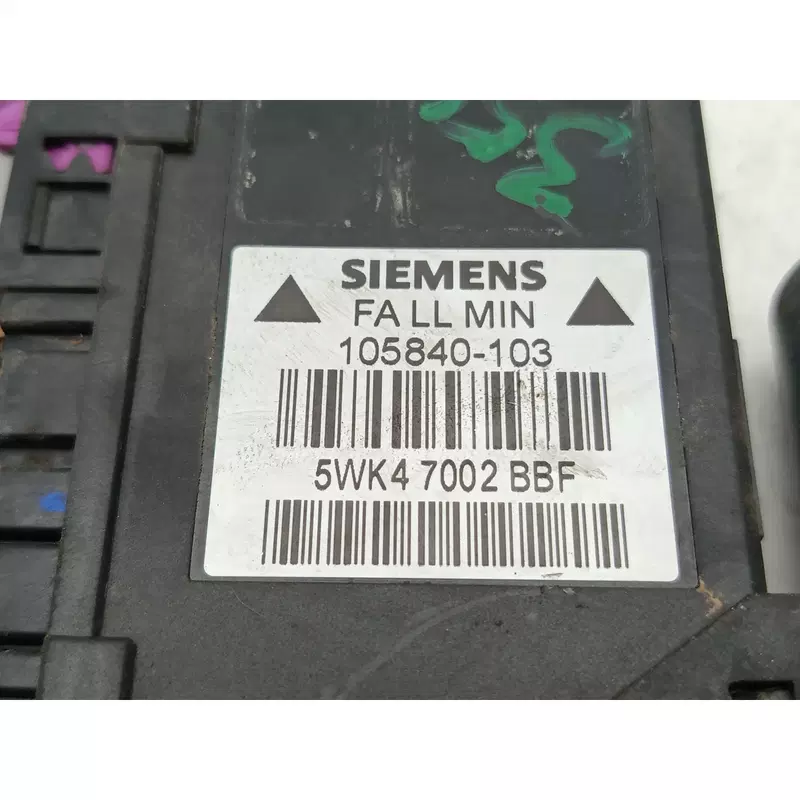 SIEMENS
FA LL MIN
105840-103
5WK4 7002 BBF